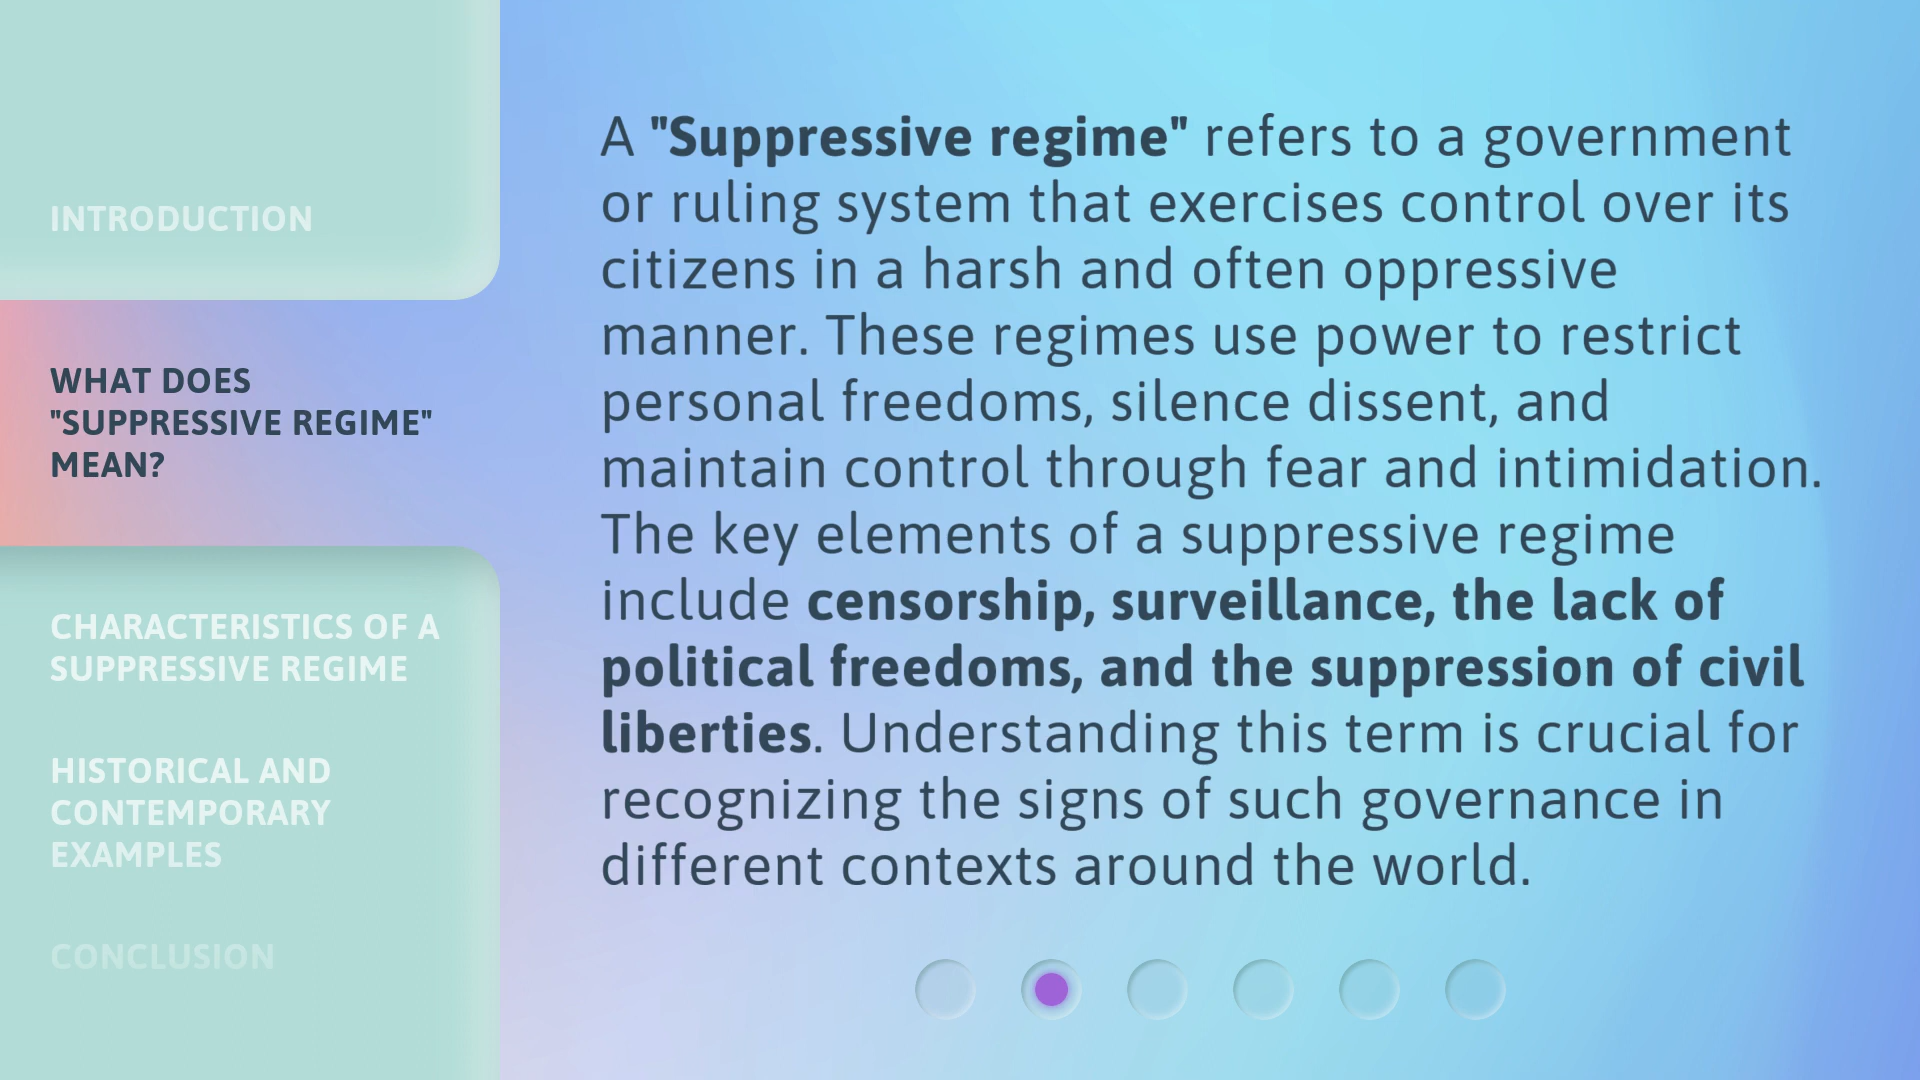 INTRODUCTION
WHAT DOES
"SUPPRESSIVE REGIME"
MEAN?
CHARACTERISTICS OF A
SUPPRESSIVE REGIME
HISTORICAL AND
CONTEMPORARY
EXAMPLES
CONCLUSION
A "Suppressive regime" refers to a government
or ruling system that exercises control over its
citizens in a harsh and often oppressive
manner. These regimes use power to restrict
personal freedoms, silence dissent, and
maintain control through fear and intimidation.
The key elements of a suppressive regime
include censorship, surveillance, the lack of
political freedoms, and the suppression of civil
liberties. Understanding this term is crucial for
recognizing the signs of such governance in
different contexts around the world.